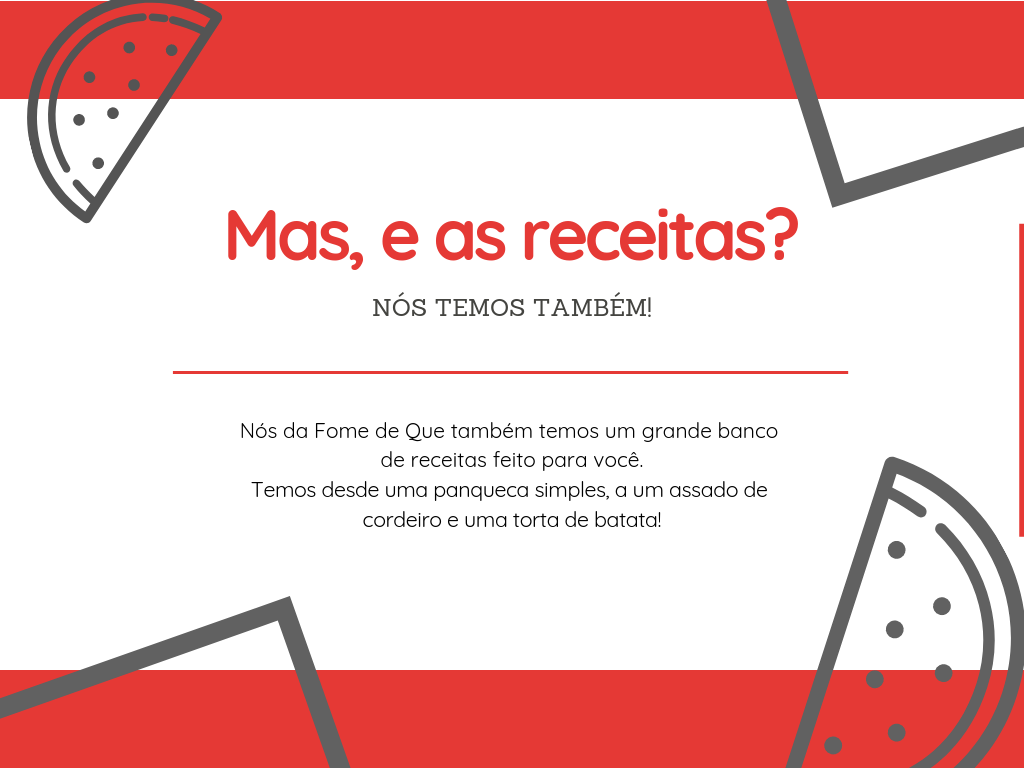 Mas, e as receitas?
NÓS TEMOS TAMBÉM!
Nós da Fome de Que também temos um grande banco
de receitas feito para você.
Temos desde uma panqueca simples, a um assado de
cordeiro e uma torta de batata!